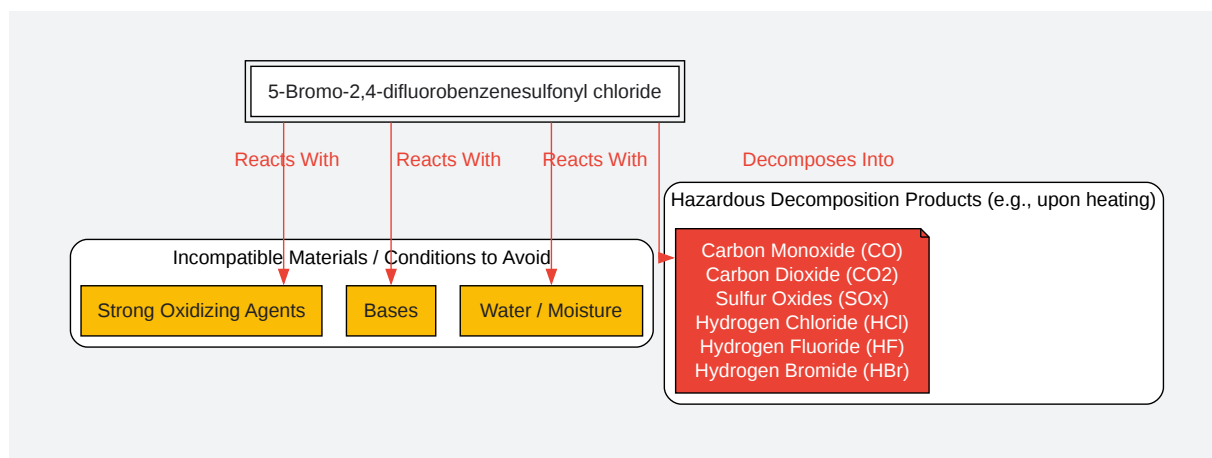 5-Bromo-2,4-difluorobenzenesulfonyl chloride
Reacts With
Reacts With
Reacts With
Decomposes Into
Incompatible Materials / Conditions to Avoid
Strong Oxidizing Agents
Bases
Water / Moisture
Hazardous Decomposition Products (e.g., upon heating)
Carbon Monoxide (CO)
Carbon Dioxide (CO2)
Sulfur Oxides (SOx)
Hydrogen Chloride (HCl)
Hydrogen Fluoride (HF)
Hydrogen Bromide (HBr)